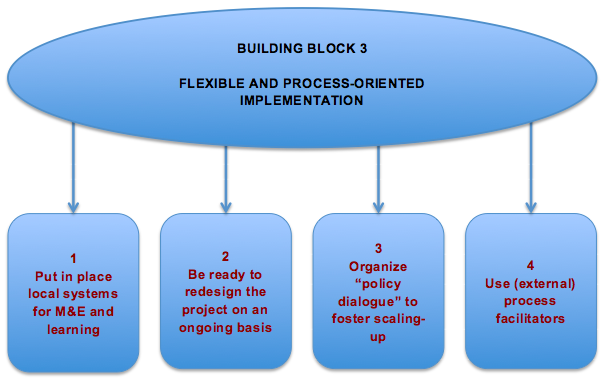 BUILDING BLOCK 3
FLEXIBLE AND PROCESS-ORIENTED
IMPLEMENTATION
1
Put in place
local systems
for M&E and
learning
2
Be ready to
redesign the
project on an
ongoing basis
3
Organize
“policy
dialogue” to
foster scaling-
up
4
Use (external)
process
facilitators